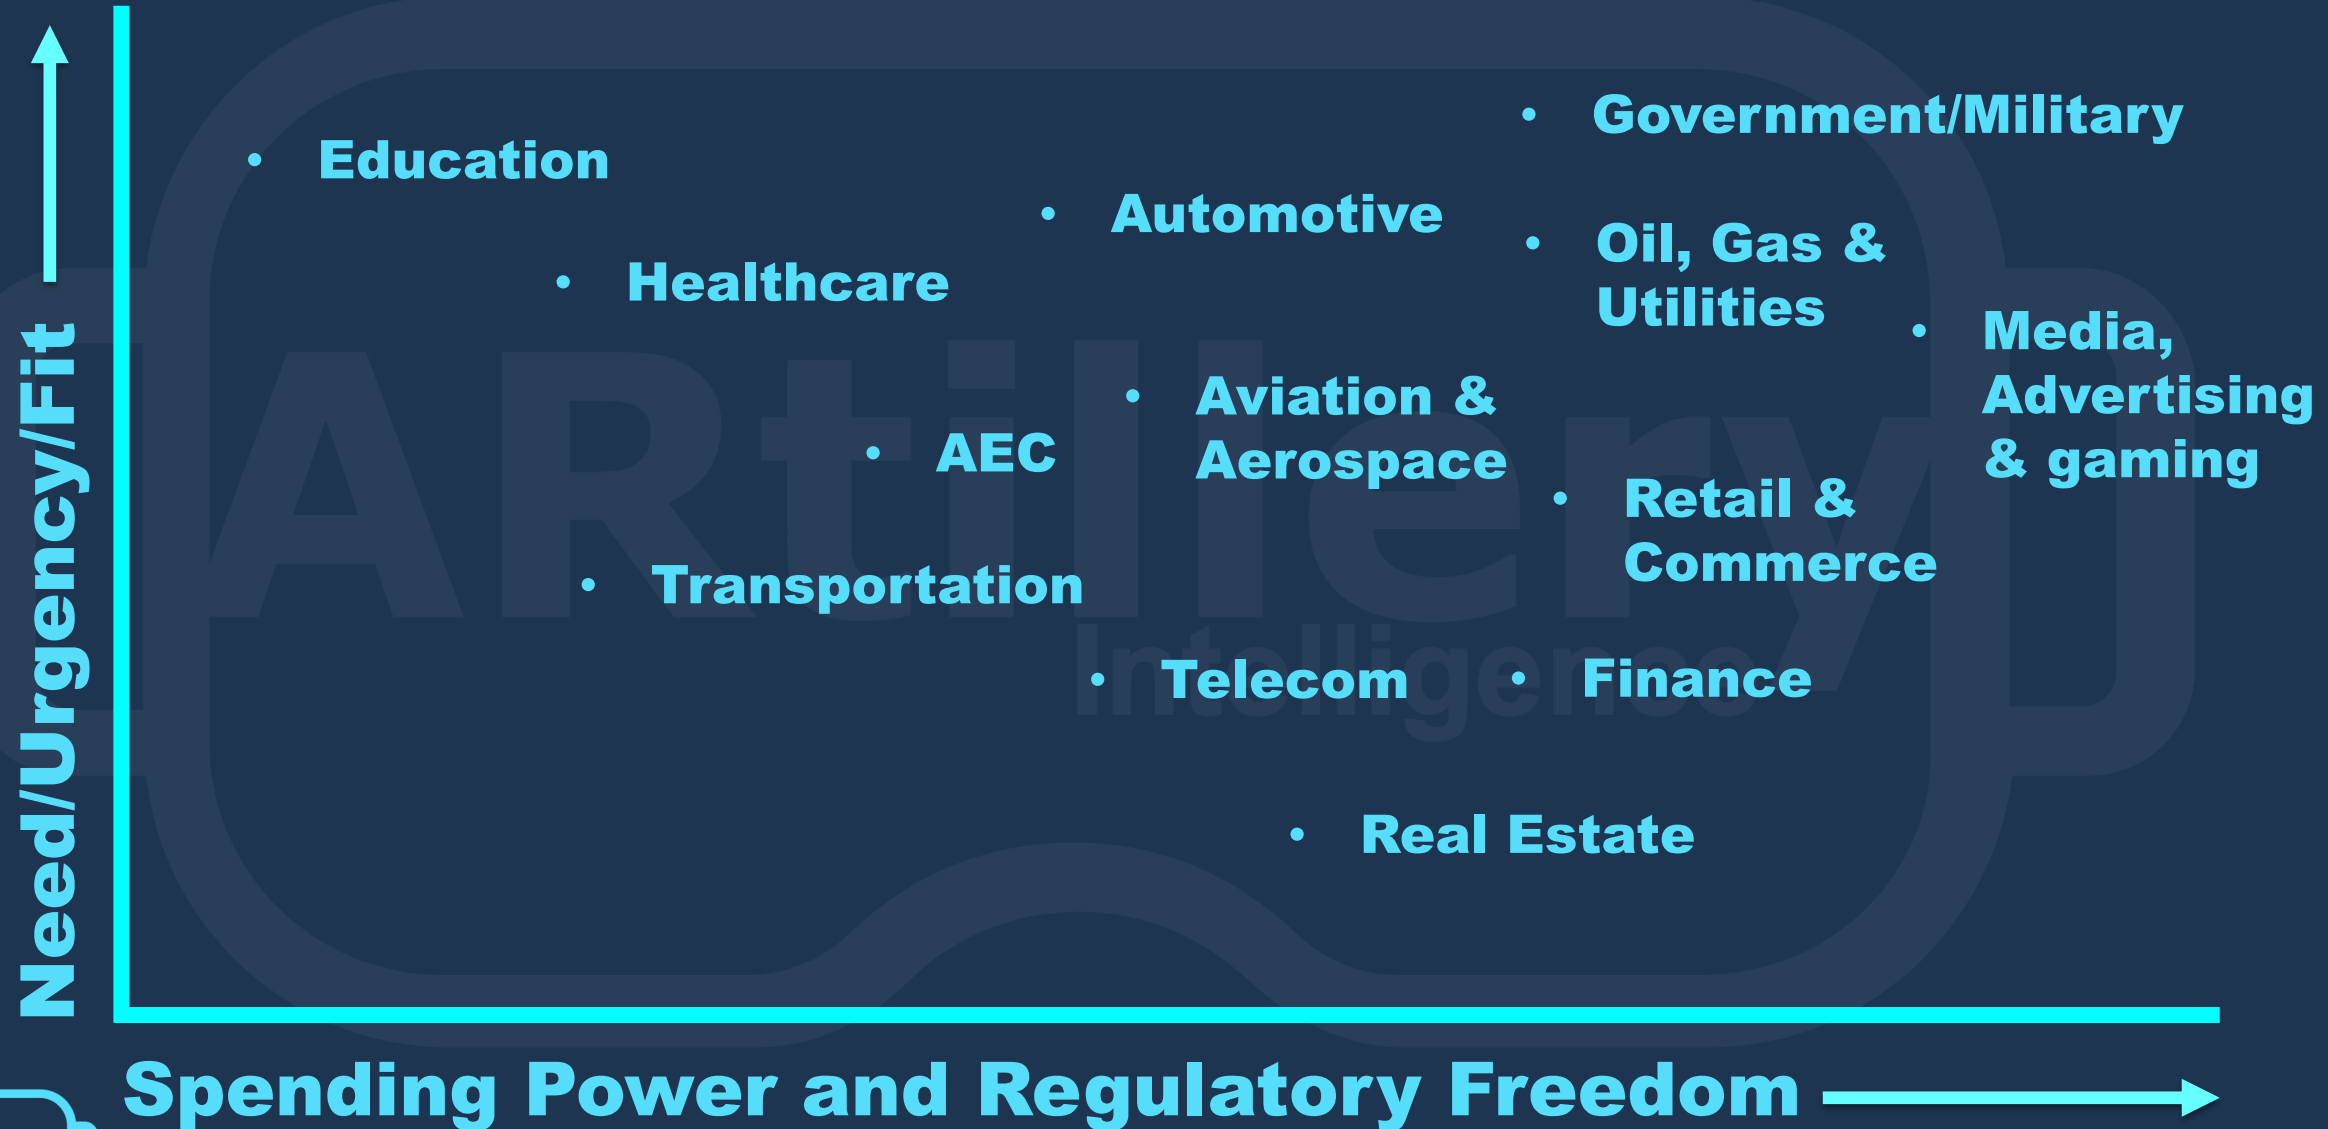 Need/Urgency/Fit
Government/Military
Education
Automotive
Oil, Gas &
Utilities
Healthcare
Media,
Advertising
& gaming
Aviation &
Aerospace
AEC
Retail &
Commerce
Transportation
Telecom
Finance
Real Estate
ARtillery
Intelligence
Spending Power and Regulatory Freedom